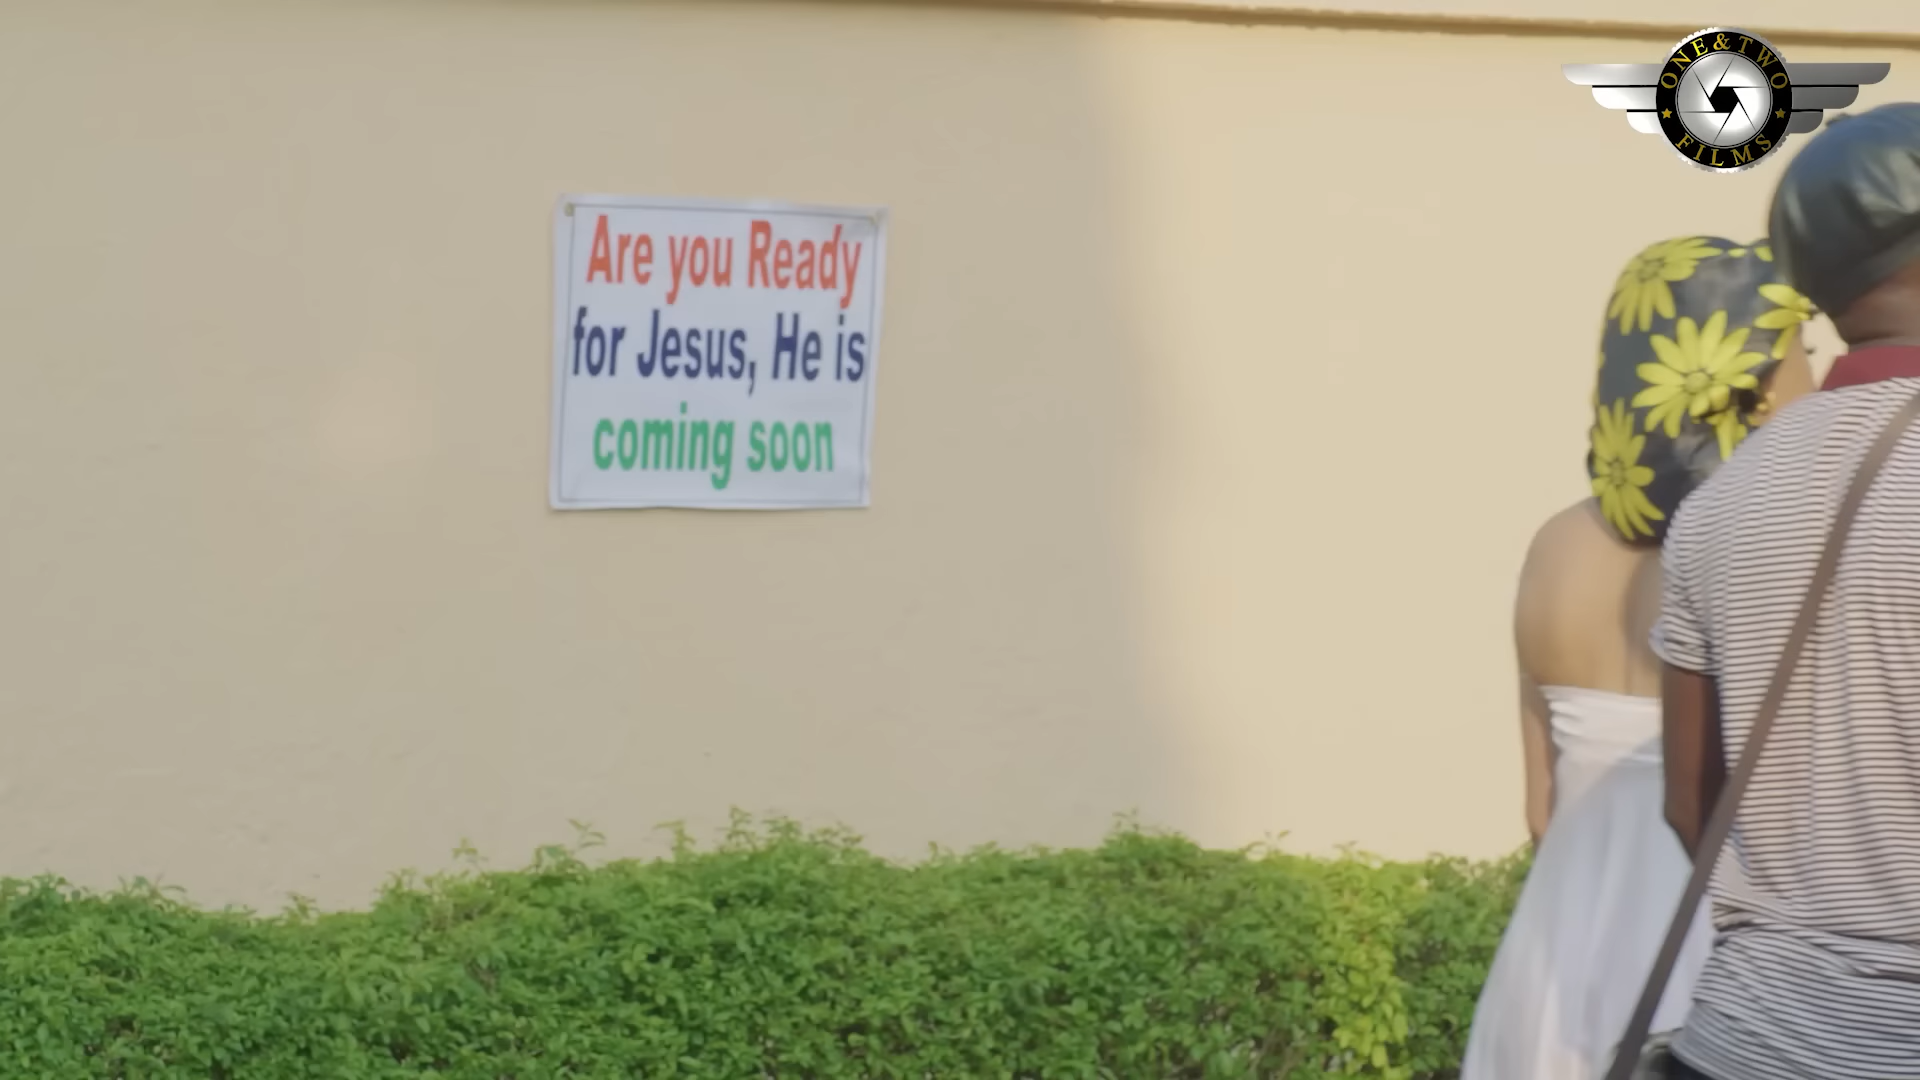 ONE & TWO
FILMS
Are you Ready
for Jesus, He is
coming soon